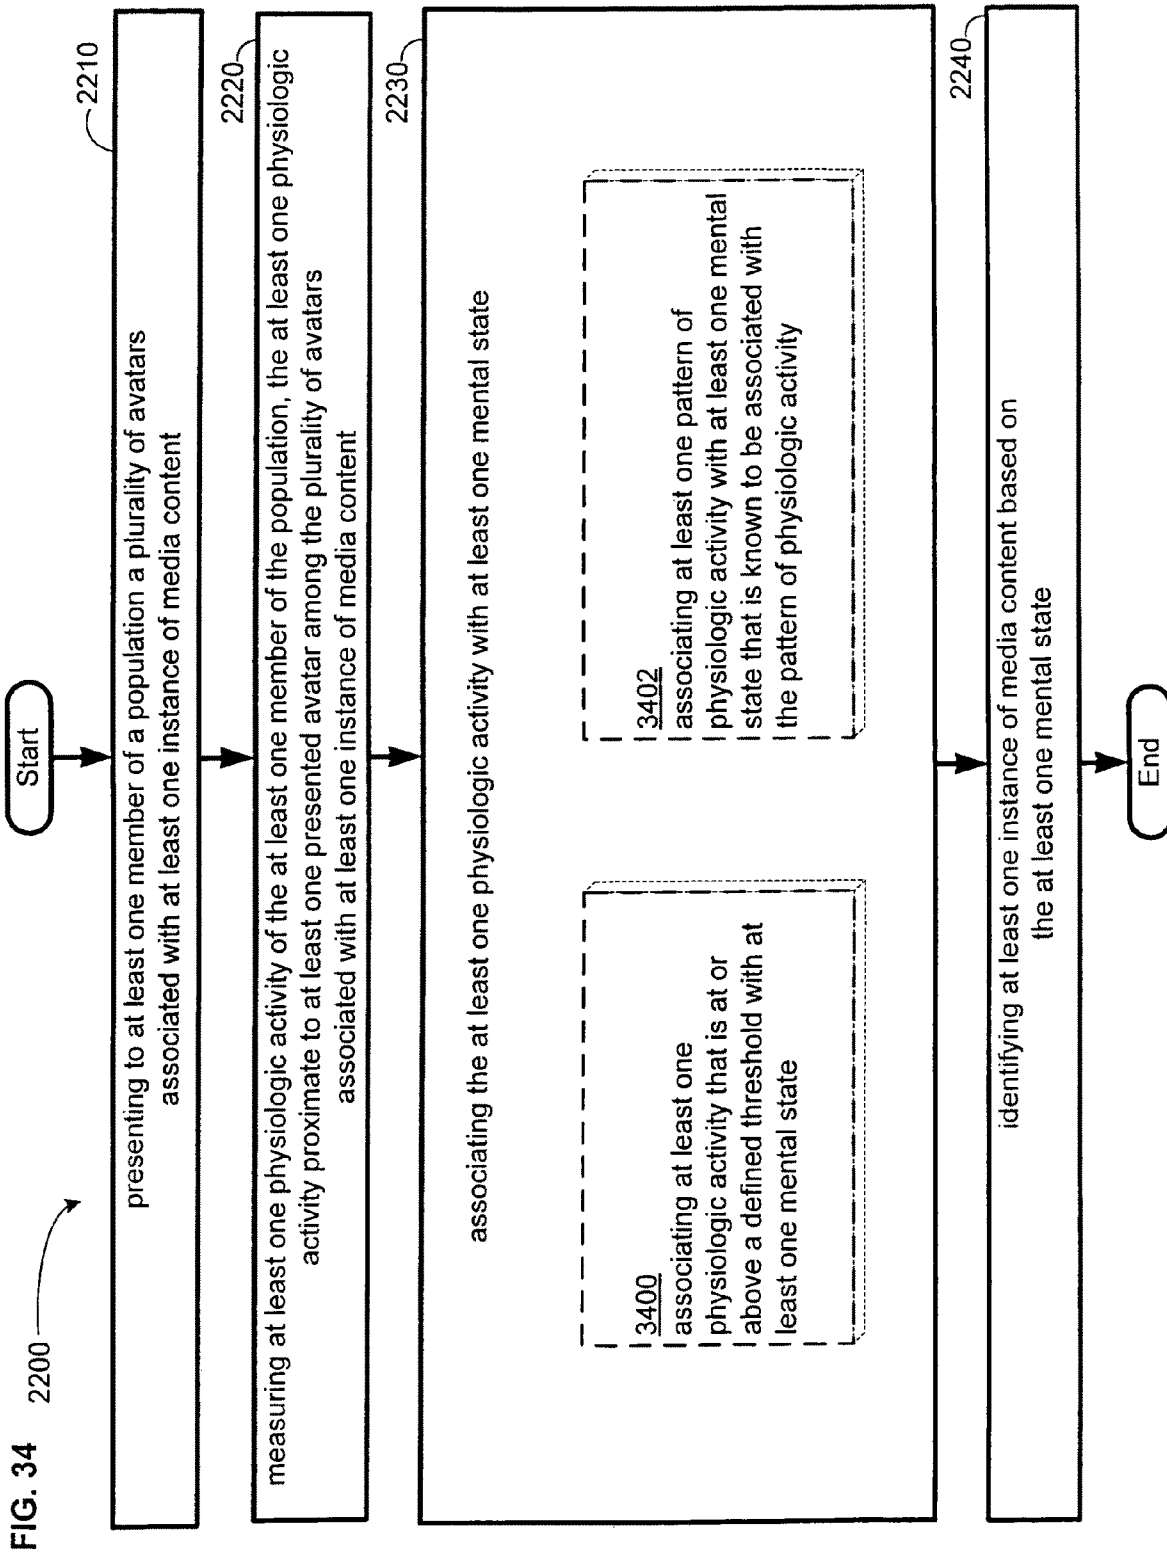 FIG. 34
2200
Start
2210
presenting to at least one member of a population a plurality of avatars
associated with at least one instance of media content
2220
measuring at least one physiologic activity of the at least one member of the population, the at least one physiologic
activity proximate to at least one presented avatar among the plurality of avatars
associated with at least one instance of media content
2230
associating the at least one physiologic activity with at least one mental state
3400
associating at least one
physiologic activity that is at or
above a defined threshold with at
least one mental state
3402
associating at least one pattern of
physiologic activity with at least one mental
state that is known to be associated with
the pattern of physiologic activity
2240
identifying at least one instance of media content based on
the at least one mental state
End